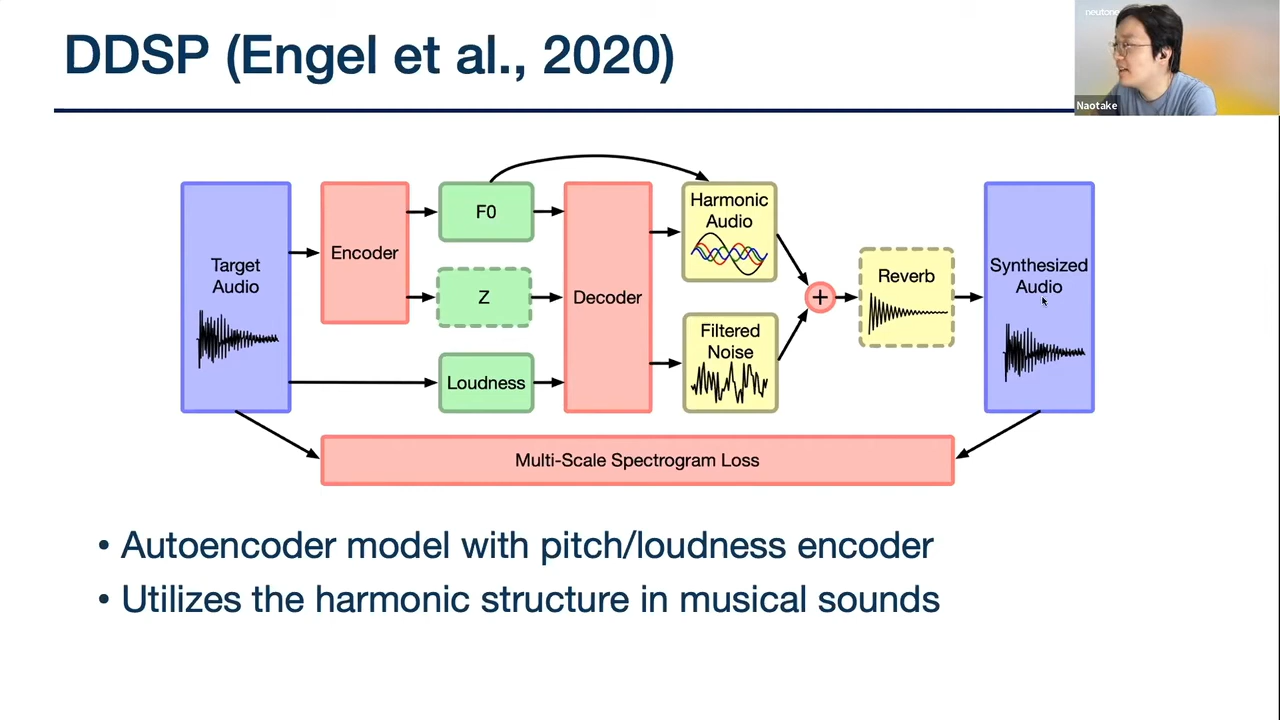 DDSP (Engel et al., 2020)
neutone
Naotake
Target
Audio
Encoder
F0
Z
Loudness
Decoder
Harmonic
Audio
Filtered
Noise
+
Reverb
Synthesized
Audio
Multi-Scale Spectrogram Loss
• Autoencoder model with pitch/loudness encoder
• Utilizes the harmonic structure in musical sounds